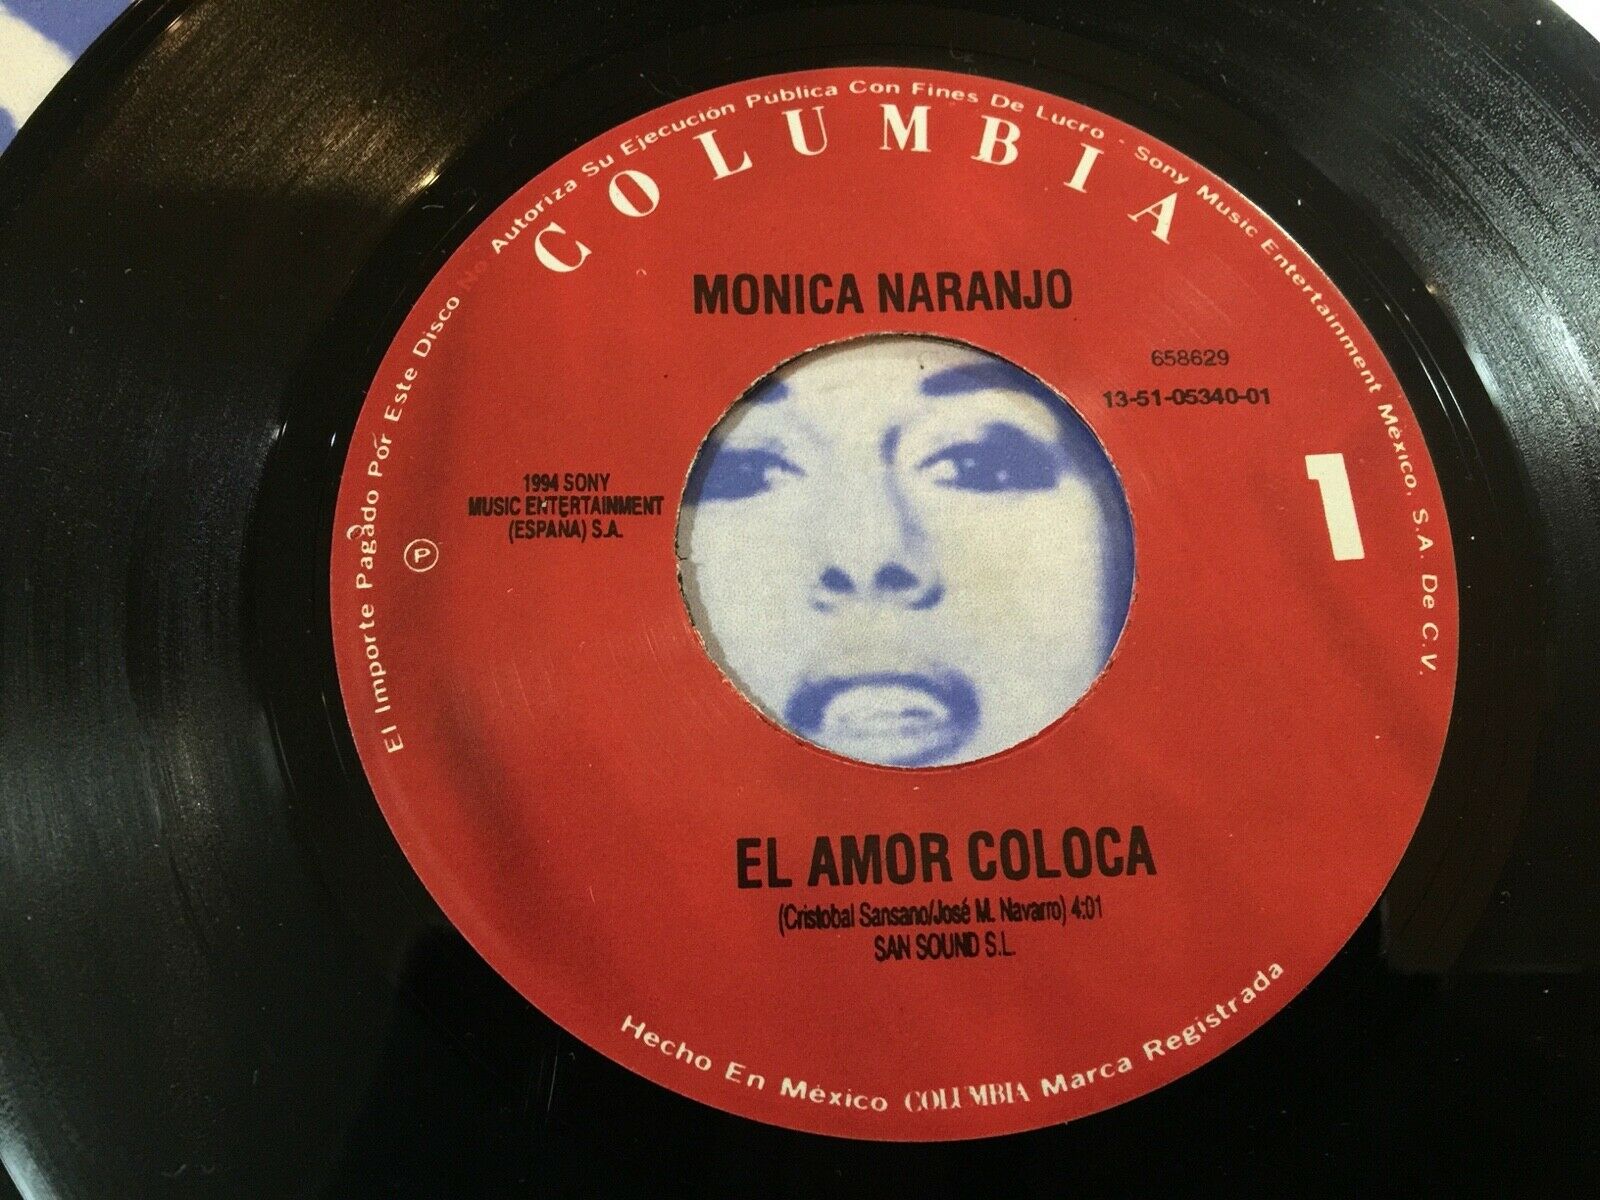 El Importe Pagado Por Este Disco No Autoriza Su Ejecución Pública Con Fines De Lucro - Sony Music Entertainment México, S.A. De C.V.
COLUMBIA
MONICA NARANJO
658629
13-51-05340-01
1
1994 SONY
MUSIC ENTERTAINMENT
(ESPAÑA) S.A.
P
EL AMOR COLOCA
(Cristobal Sansano/José M. Navarro) 4:01
SAN SOUND S.L.
Hecho En México COLUMBIA Marca Registrada